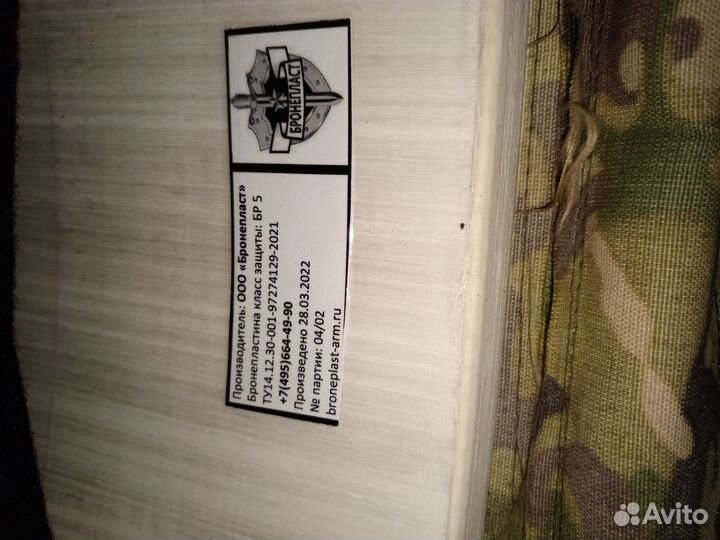 БРОНЕПЛАСТ
Производитель: ООО «Бронепласт»
Бронепластина класс защиты: БР 5
ТУ14.12.30-001-97274129-2021
+7(495)664-49-90
Произведено 28.03.2022
№ партии: 04/02
broneplast-arm.ru
Avito